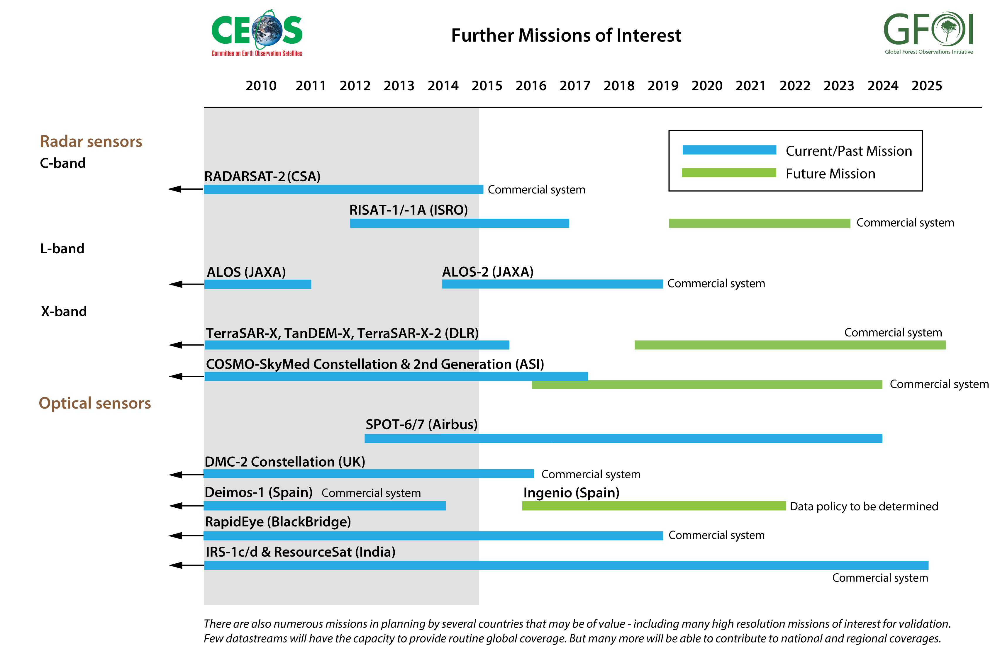 CEOS
Committee on Earth Observation Satellites
Further Missions of Interest
GFOI
Global Forest Observations Initiative
2010 2011 2012 2013 2014 2015 2016 2017 2018 2019 2020 2021 2022 2023 2024 2025
Radar sensors
C-band
Current/Past Mission
Future Mission
RADARSAT-2 (CSA)
Commercial system
RISAT-1/-1A (ISRO)
Commercial system
L-band
ALOS (JAXA)
ALOS-2 (JAXA)
Commercial system
X-band
TerraSAR-X, TanDEM-X, TerraSAR-X-2 (DLR)
Commercial system
COSMO-SkyMed Constellation & 2nd Generation (ASI)
Commercial system
Optical sensors
SPOT-6/7 (Airbus)
DMC-2 Constellation (UK)
Commercial system
Deimos-1 (Spain) Commercial system
Ingenio (Spain)
Data policy to be determined
RapidEye (BlackBridge)
Commercial system
IRS-1c/d & ResourceSat (India)
Commercial system
There are also numerous missions in planning by several countries that may be of value - including many high resolution missions of interest for validation.
Few datastreams will have the capacity to provide routine global coverage. But many more will be able to contribute to national and regional coverages.